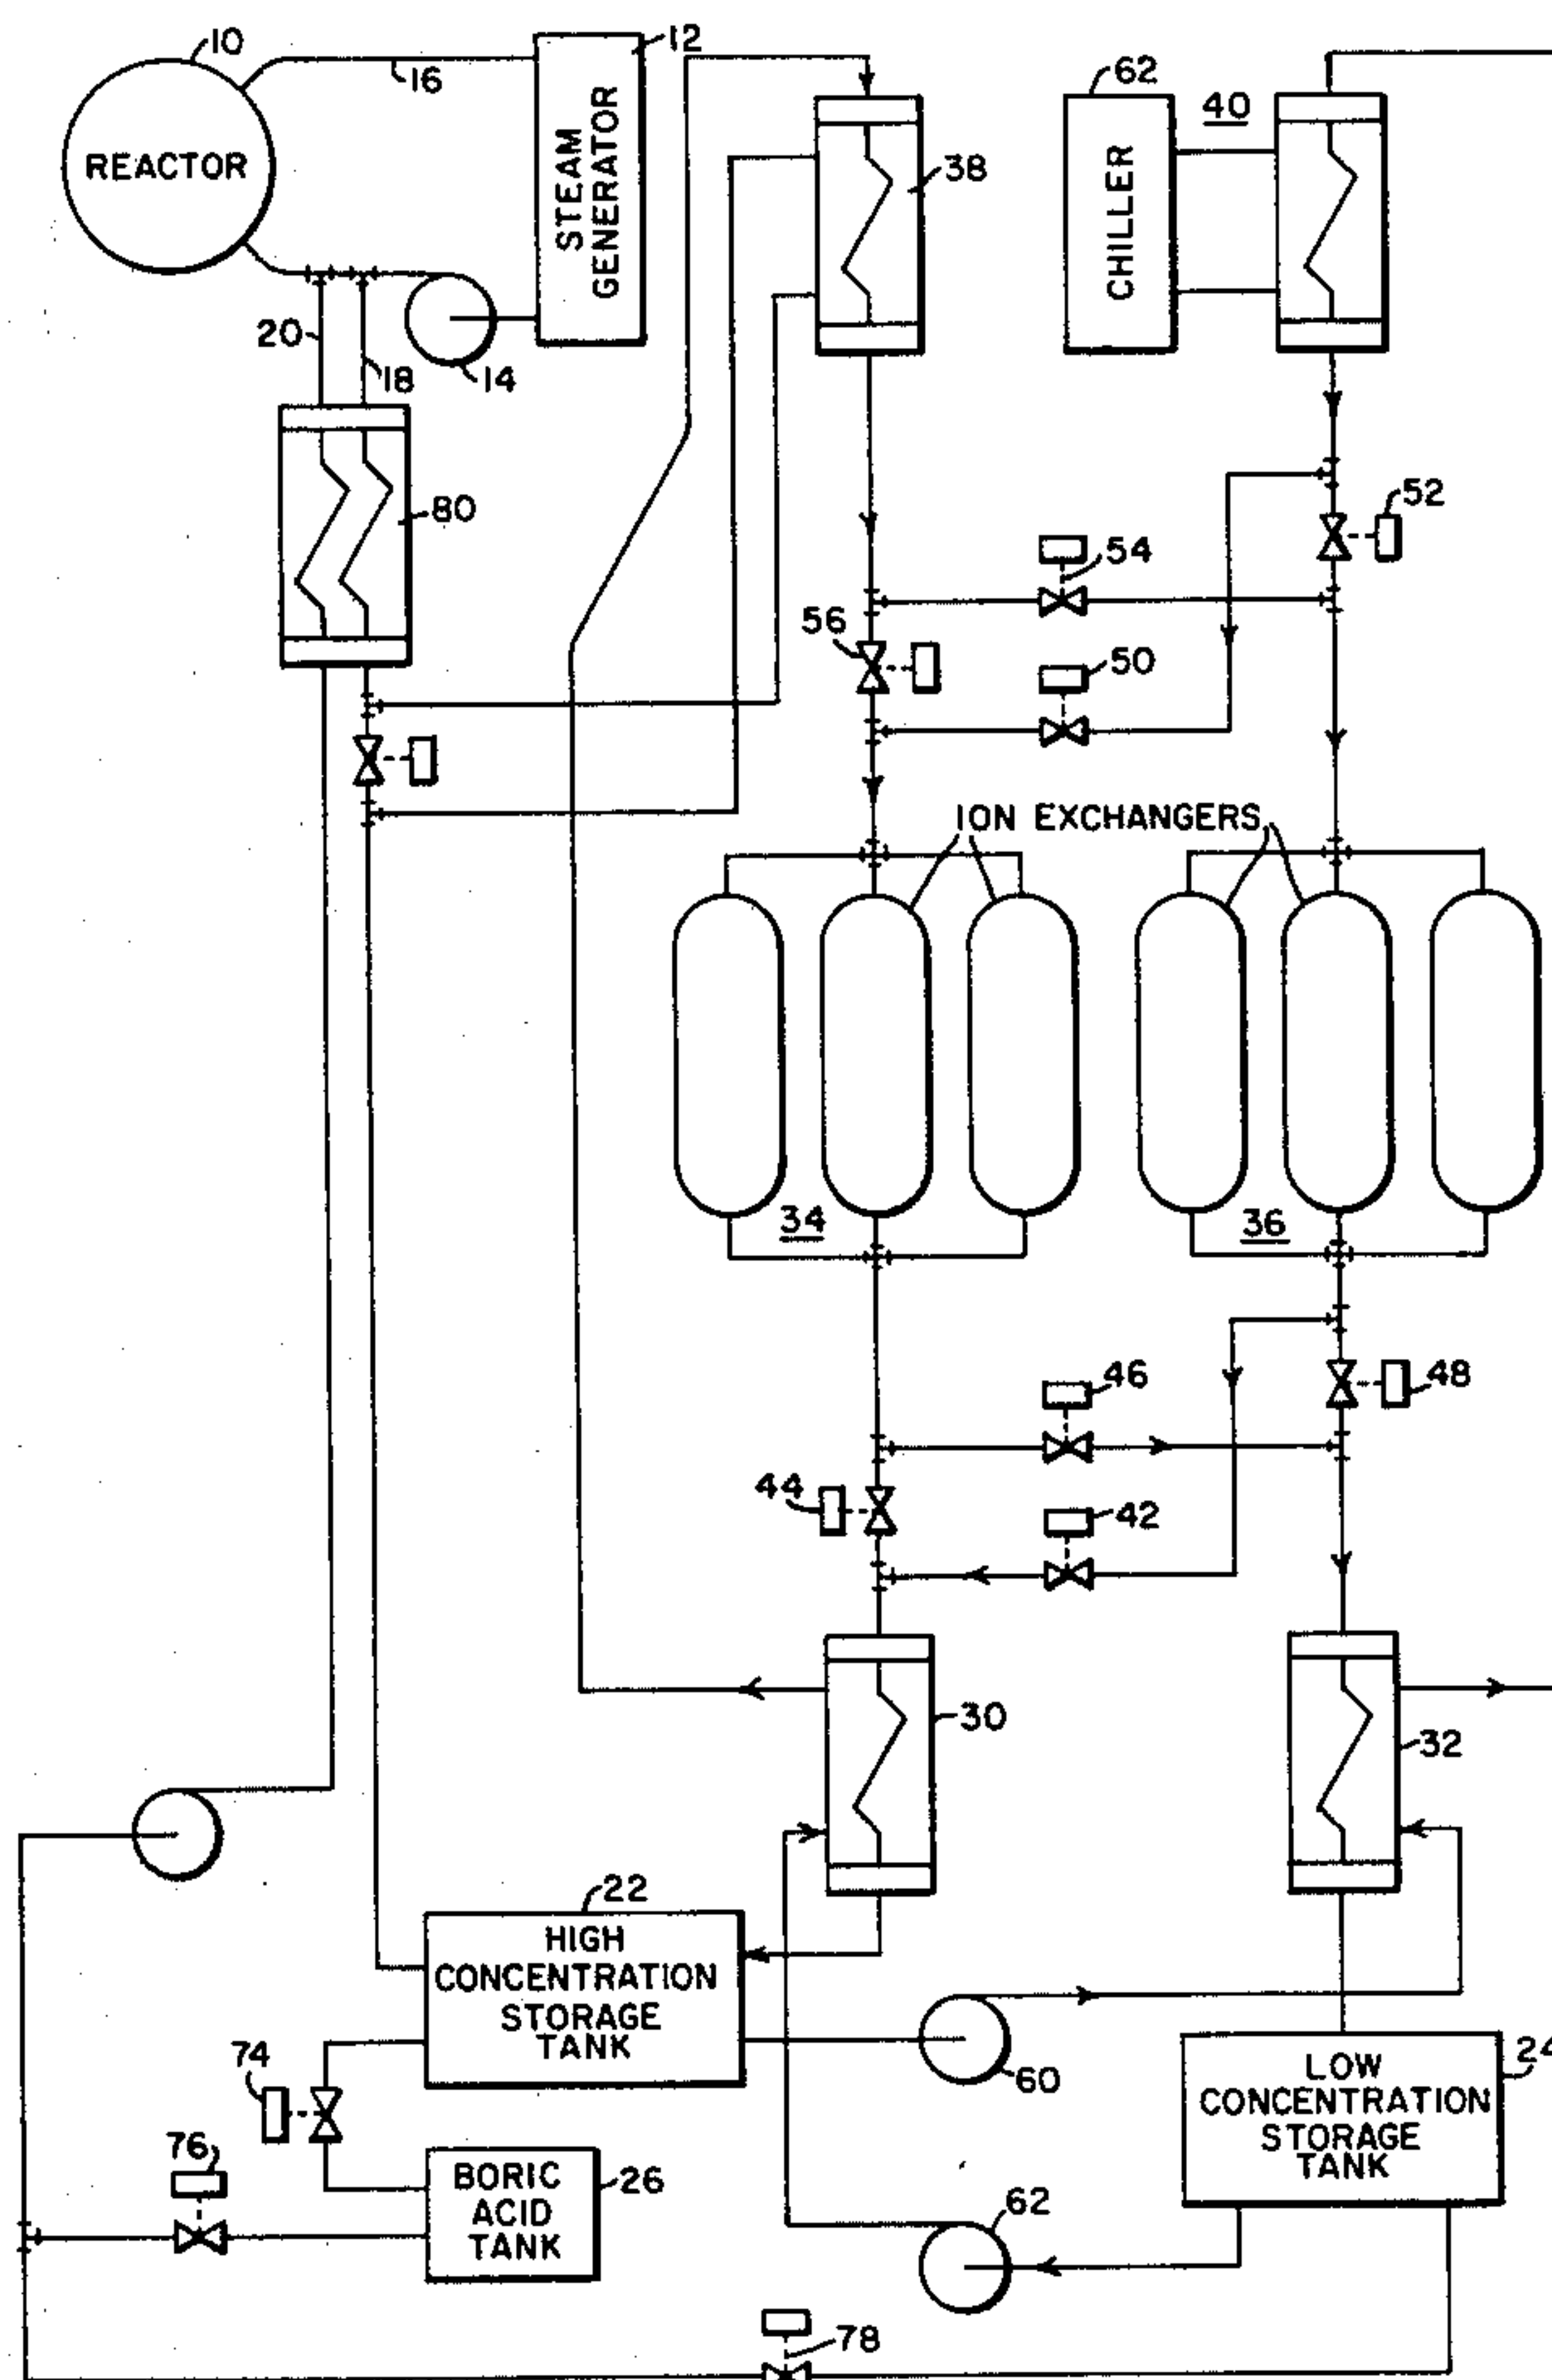 10
16
12
REACTOR
STEAM
GENERATOR
38
62
40
CHILLER
20
18
14
80
52
54
56
50
ION EXCHANGERS
34
36
46
48
44
42
30
32
22
HIGH
CONCENTRATION
STORAGE
TANK
60
24
LOW
CONCENTRATION
STORAGE
TANK
74
76
BORIC
ACID
TANK
26
62
78